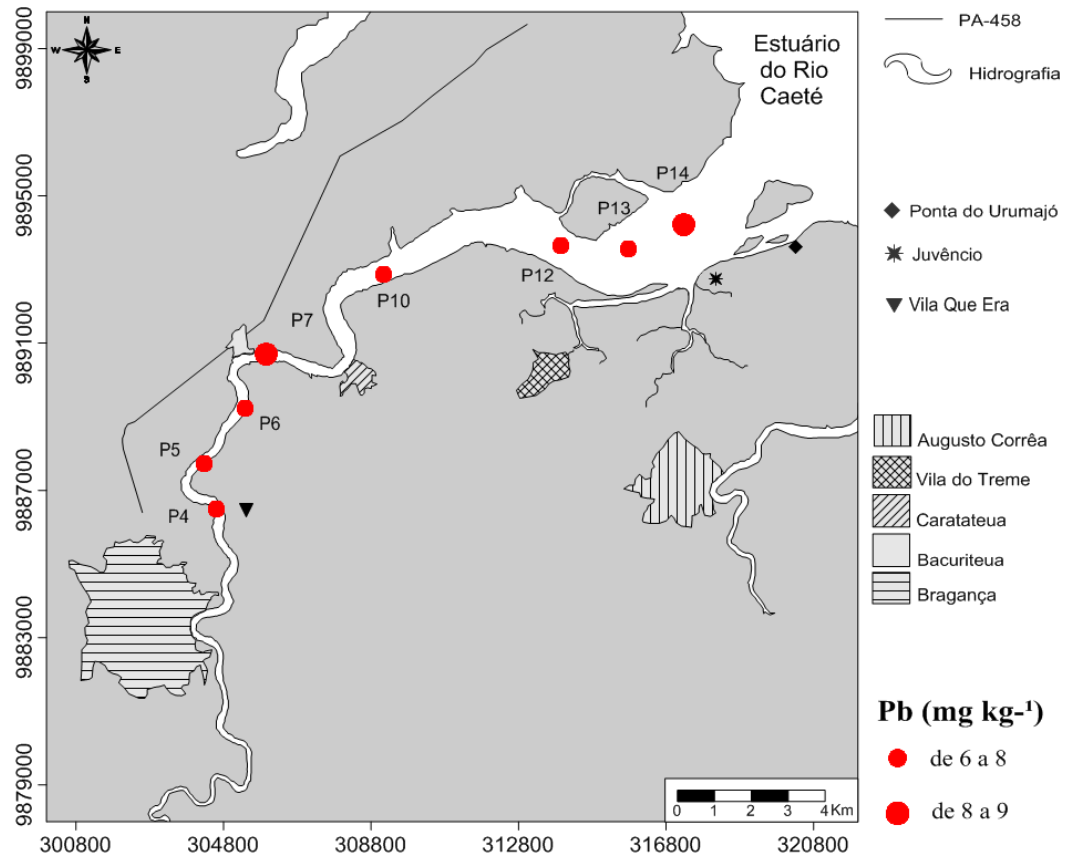 N
W E
S
Estuário
do Rio
Caeté
P14
P13
P12
P10
P7
P6
P5
P4
9899000
9895000
9891000
9887000
9883000
9879000
300800 304800 308800 312800 316800 320800
0 1 2 3 4 Km
PA-458
Hidrografia
Ponta do Urumajó
Juvêncio
Vila Que Era
Augusto Corrêa
Vila do Treme
Caratateua
Bacuriteua
Bragança
Pb (mg kg-¹)
de 6 a 8
de 8 a 9